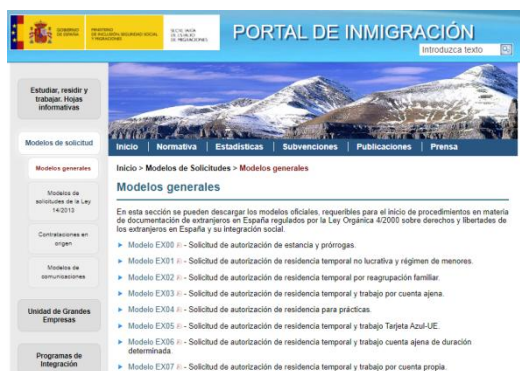 GOBIERNO
DE ESPAÑA
MINISTERIO
DE INCLUSIÓN, SEGURIDAD SOCIAL
Y MIGRACIONES
PORTAL DE INMIGRACIÓN
Introduzca texto
Estudiar, residir y
trabajar. Hojas
informativas
Modelos de solicitud
Modelos generales
Modelos de
solicitudes de la Ley
14/2013
Contrataciones en
origen
Modelos de
comunicaciones
Unidad de Grandes
Empresas
Programas de
Integración
Inicio | Normativa | Estadísticas | Subvenciones | Publicaciones | Prensa
Inicio > Modelos de Solicitudes > Modelos generales
Modelos generales
En esta sección se pueden descargar los modelos oficiales, requeribles para el inicio de procedimientos en materia
de documentación de extranjeros en España regulados por la Ley Orgánica 4/2000 sobre derechos y libertades de
los extranjeros en España y su integración social.
Modelo EX00 - Solicitud de autorización de estancia y prórrogas.
Modelo EX01 - Solicitud de autorización de residencia temporal no lucrativa y régimen de menores.
Modelo EX02 - Solicitud de autorización de residencia temporal por reagrupación familiar.
Modelo EX03 - Solicitud de autorización de residencia temporal y trabajo por cuenta ajena.
Modelo EX04 - Solicitud de autorización de residencia para prácticas.
Modelo EX05 - Solicitud de autorización de residencia temporal y trabajo Tarjeta Azul-UE.
Modelo EX06 - Solicitud de autorización de residencia temporal y trabajo cuenta ajena de duración
determinada.
Modelo EX07 - Solicitud de autorización de residencia temporal y trabajo por cuenta propia.